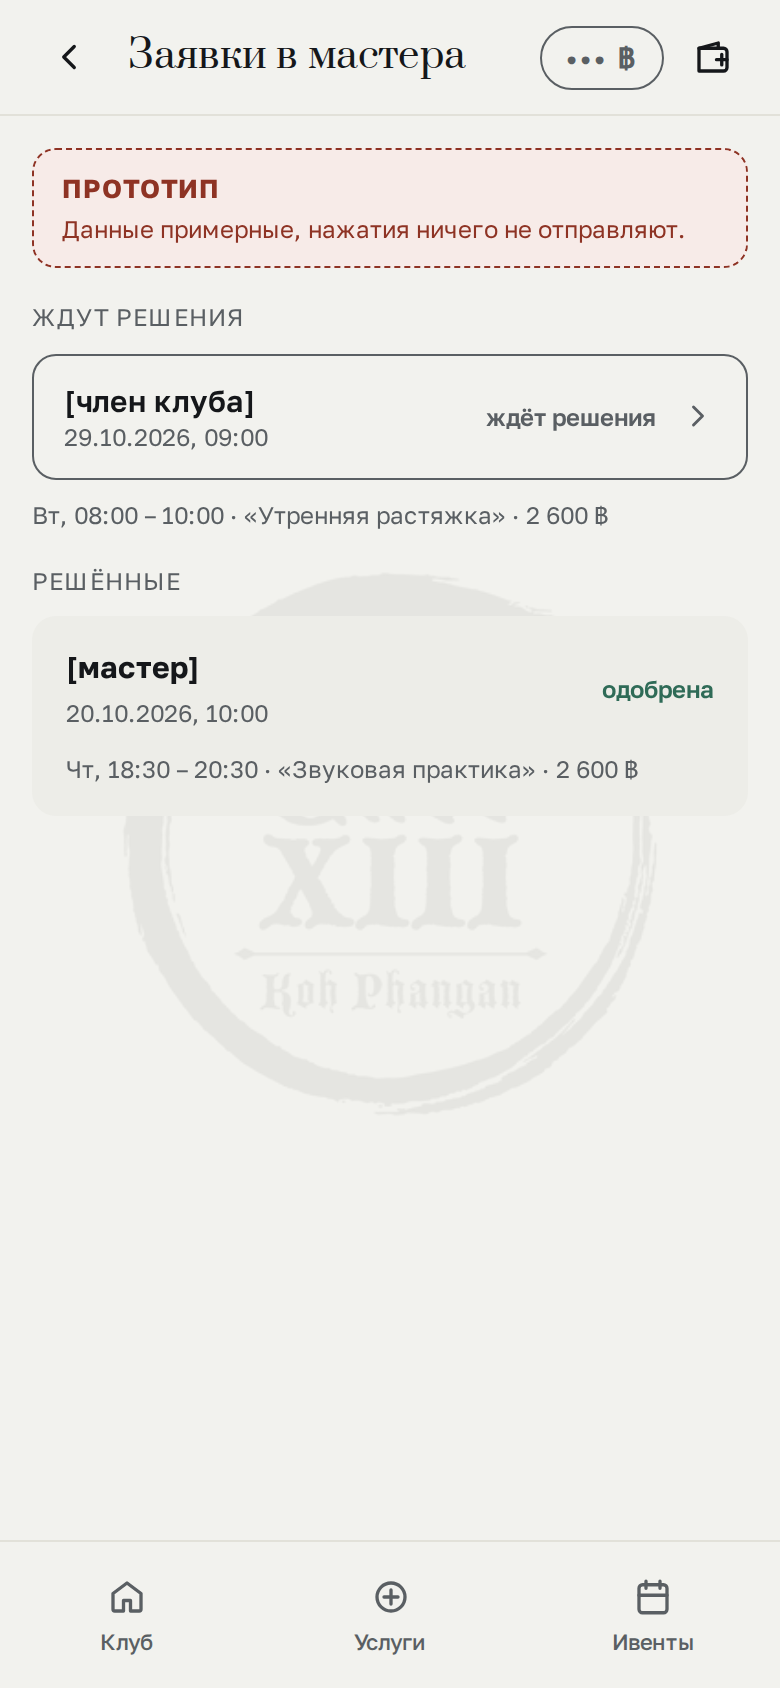 Заявки в мастера
••• ฿
ПРОТОТИП
Данные примерные, нажатия ничего не отправляют.
ЖДУТ РЕШЕНИЯ
[член клуба]
29.10.2026, 09:00
ждёт решения
Вт, 08:00 – 10:00 · «Утренняя растяжка» · 2 600 ฿
РЕШЁННЫЕ
[мастер]
20.10.2026, 10:00
одобрена
Чт, 18:30 – 20:30 · «Звуковая практика» · 2 600 ฿
XIII
Koh Phangan
Клуб
Услуги
Ивенты